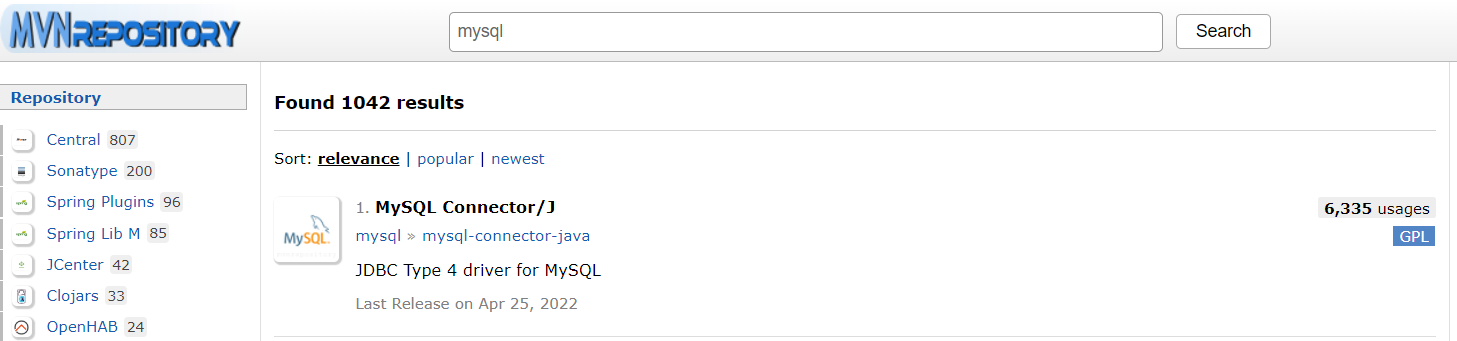 MVNREPOSITORY
mysql
Search
Repository
Central 807
Sonatype 200
Spring Plugins 96
Spring Lib M 85
JCenter 42
Clojars 33
OpenHAB 24
Found 1042 results
Sort: relevance | popular | newest
MySQL
1. MySQL Connector/J
6,335 usages
mysql » mysql-connector-java
GPL
JDBC Type 4 driver for MySQL
Last Release on Apr 25, 2022